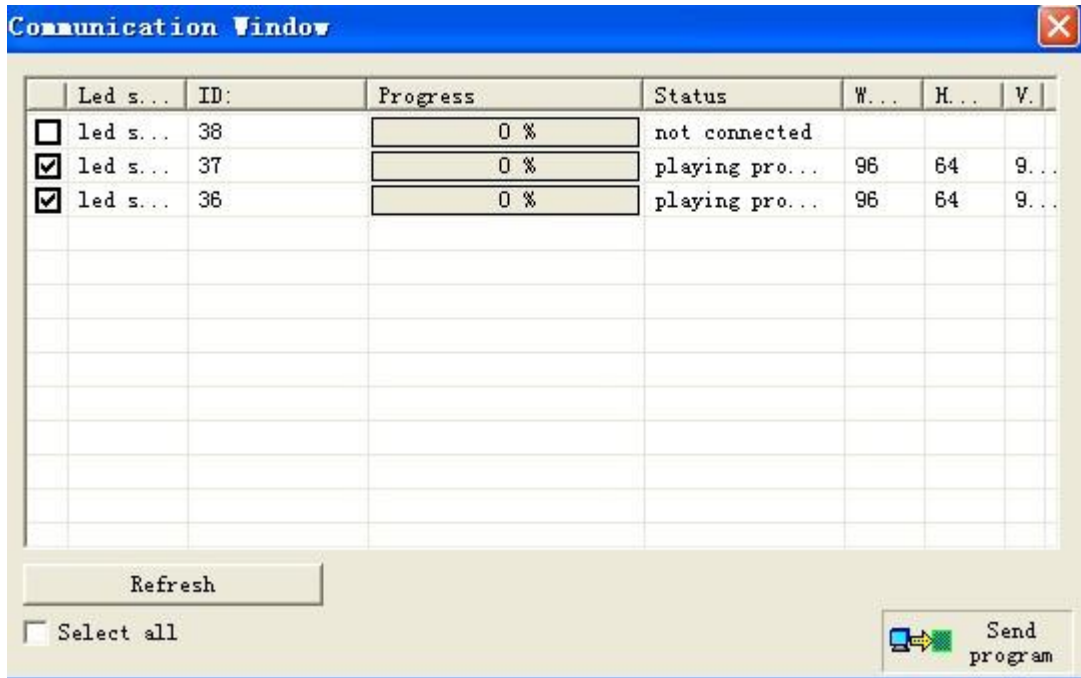 Communication Window
Led s... ID: Progress Status W... H... V.
led s... 38 0 % not connected
led s... 37 0 % playing pro... 96 64 9...
led s... 36 0 % playing pro... 96 64 9...
Refresh
Select all
Send
program